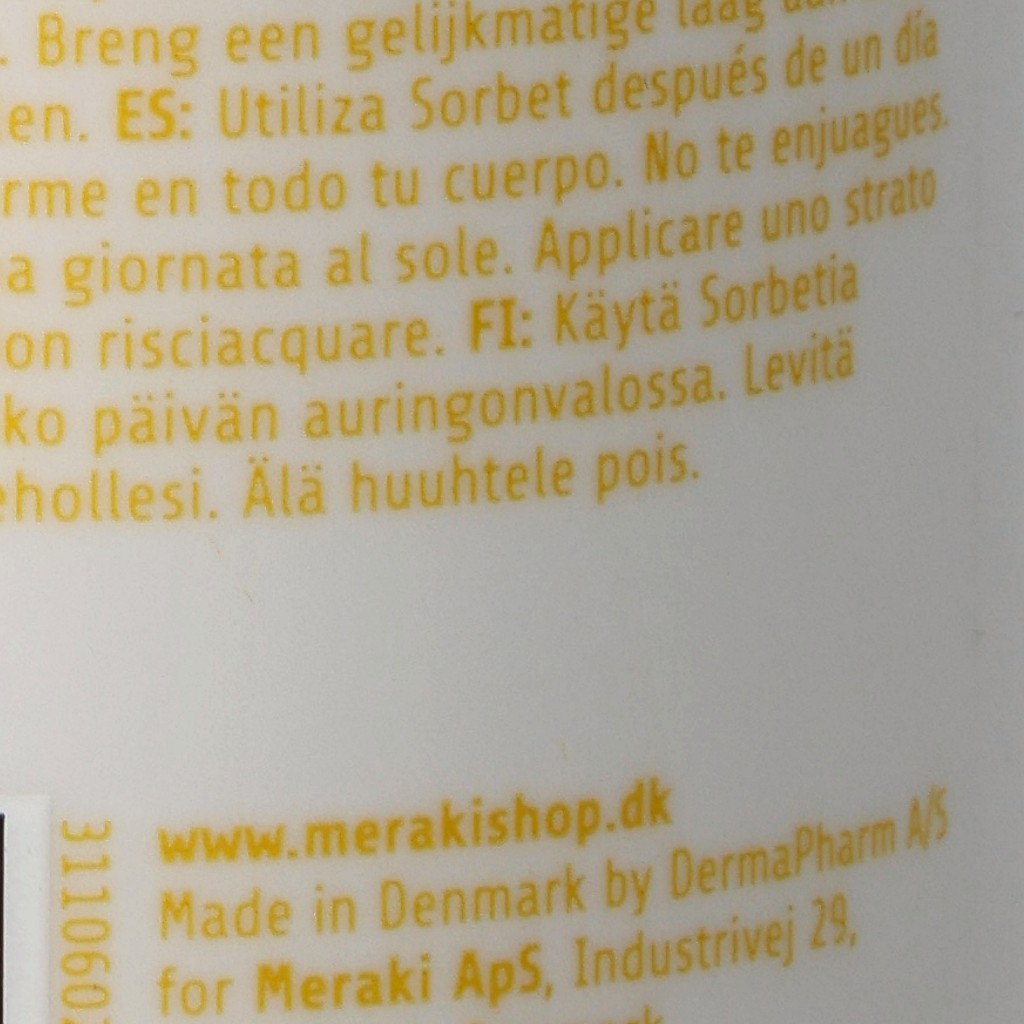 . Breng een gelijkmatige laag
en. ES: Utiliza Sorbet después de un día
rme en todo tu cuerpo. No te enjuagues.
a giornata al sole. Applicare uno strato
on risciacquare. FI: Käytä Sorbetia
ko päivän auringonvalossa. Levitä
ehollesi. Älä huuhtele pois.
www.merakishop.dk
Made in Denmark by DermaPharm A/S
for Meraki ApS, Industrivej 29,
311060